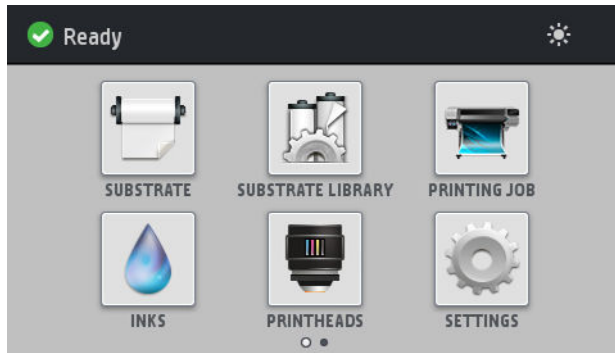 Ready
SUBSTRATE
SUBSTRATE LIBRARY
PRINTING JOB
INKS
PRINTHEADS
SETTINGS